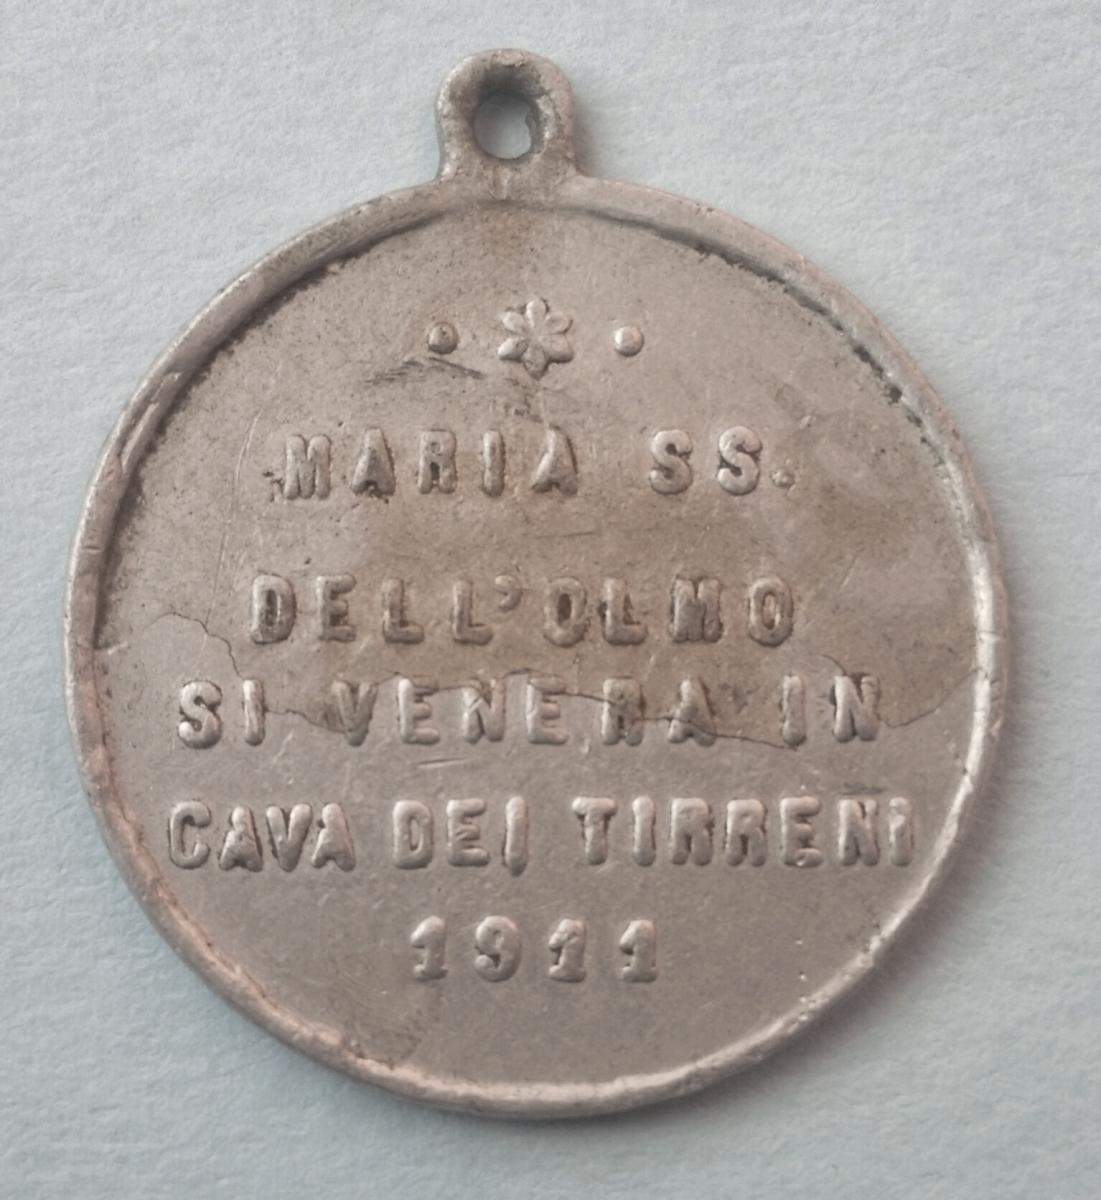 MARIA SS.
DELL'OLMO
SI VENERA IN
CAVA DEI TIRRENI
1911